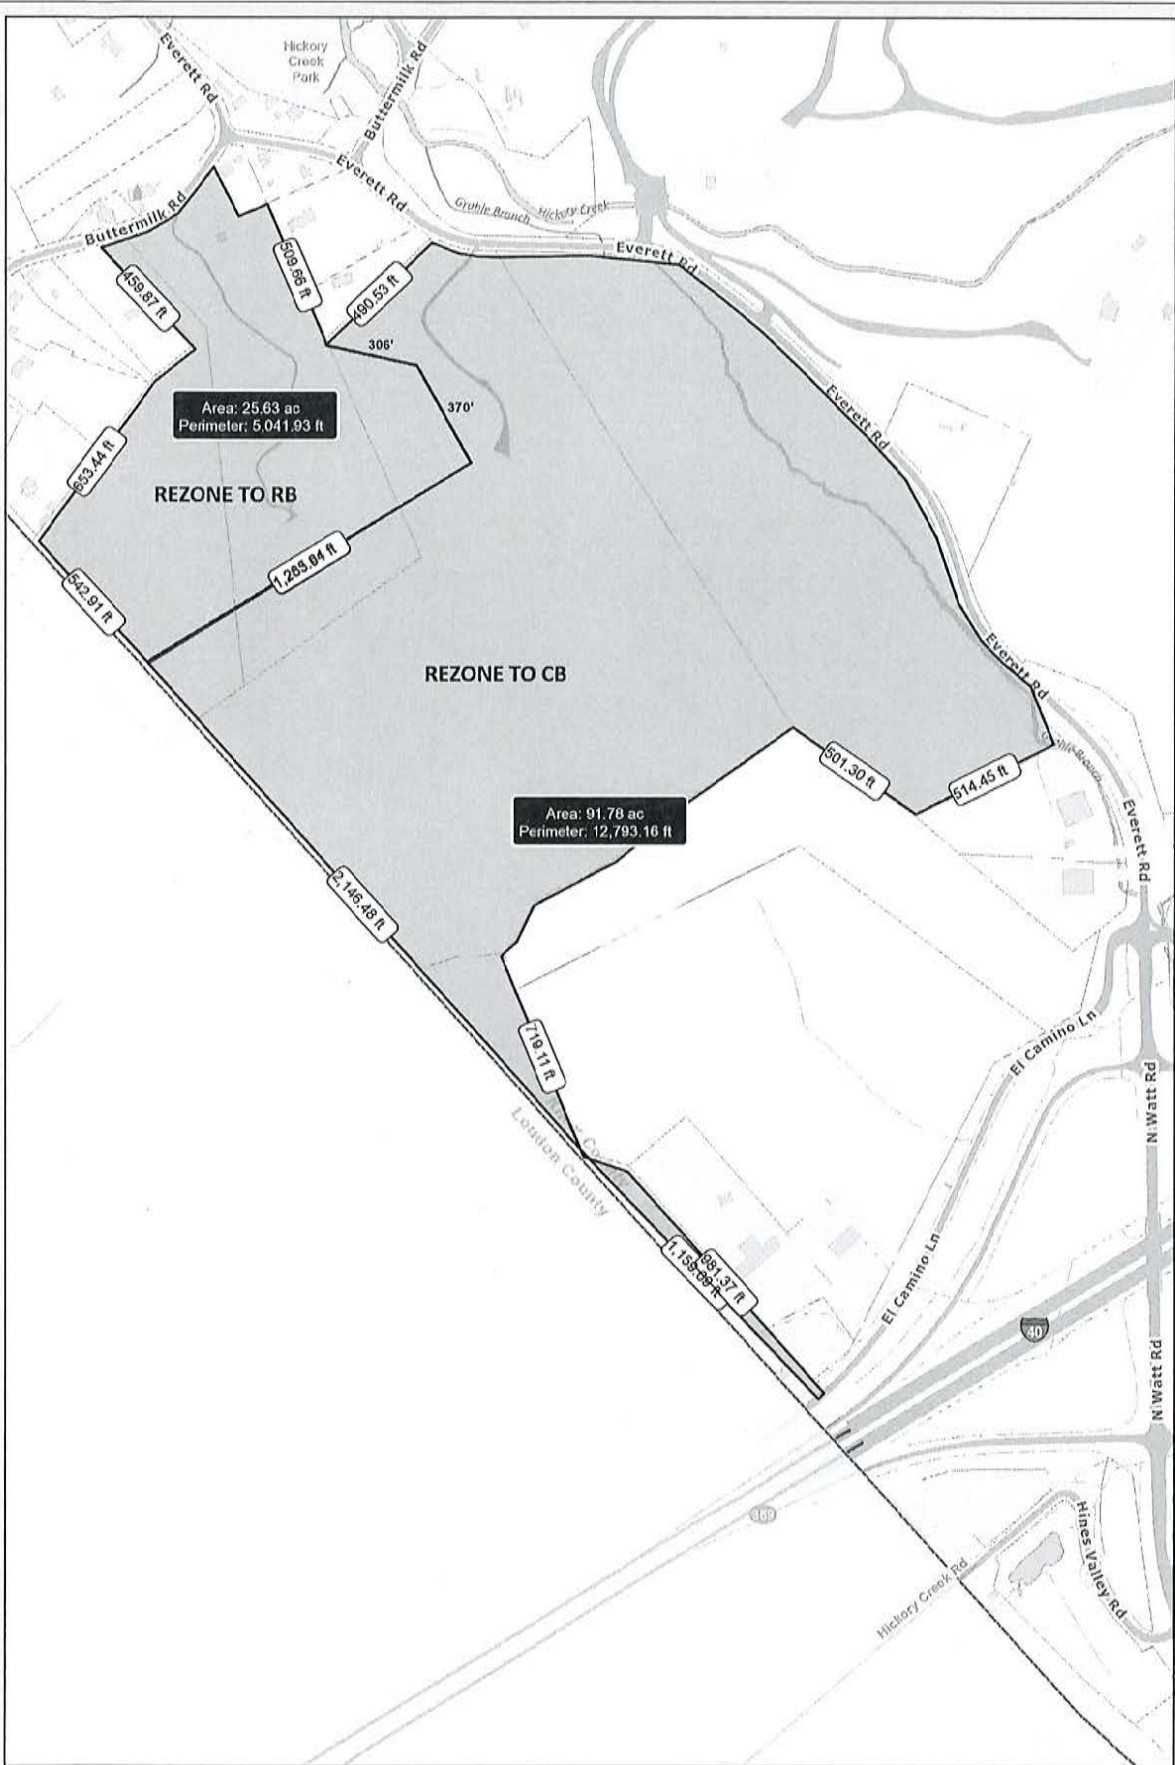 Hickory
Creek
Park
Everett Rd
Buttermilk Rd
Everett Rd
Buttermilk Rd
Gruble Branch
Hickory Creek
Everett Rd
509.66 ft
459.87 ft
490.53 ft
306'
370'
Area: 25.63 ac
Perimeter: 5,041.93 ft
Everett Rd
653.44 ft
REZONE TO RB
1,265.84 ft
542.91 ft
REZONE TO CB
Everett Rd
Gruble Branch
501.30 ft
514.45 ft
Area: 91.78 ac
Perimeter: 12,793.16 ft
Everett Rd
2,146.48 ft
719.11 ft
El Camino Ln
N Watt Rd
Loudon County
981.37 ft
El Camino Ln
40
N Watt Rd
Hines Valley Rd
Hickory Creek Rd